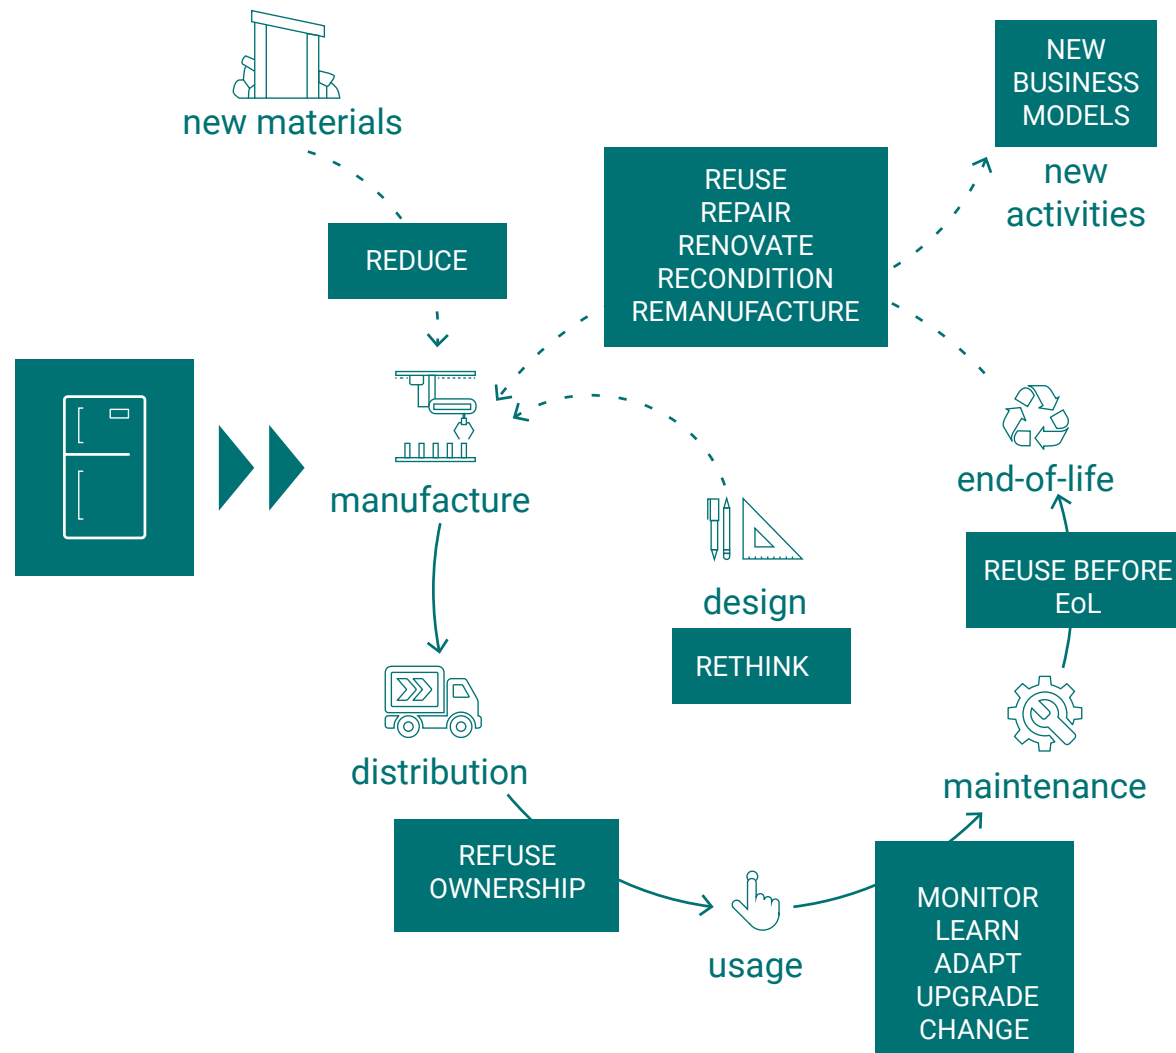 new materials
NEW
BUSINESS
MODELS
new
activities
REUSE
REPAIR
RENOVATE
RECONDITION
REMANUFACTURE
REDUCE
manufacture
end-of-life
design
RETHINK
REUSE BEFORE
EoL
distribution
maintenance
REFUSE
OWNERSHIP
usage
MONITOR
LEARN
ADAPT
UPGRADE
CHANGE